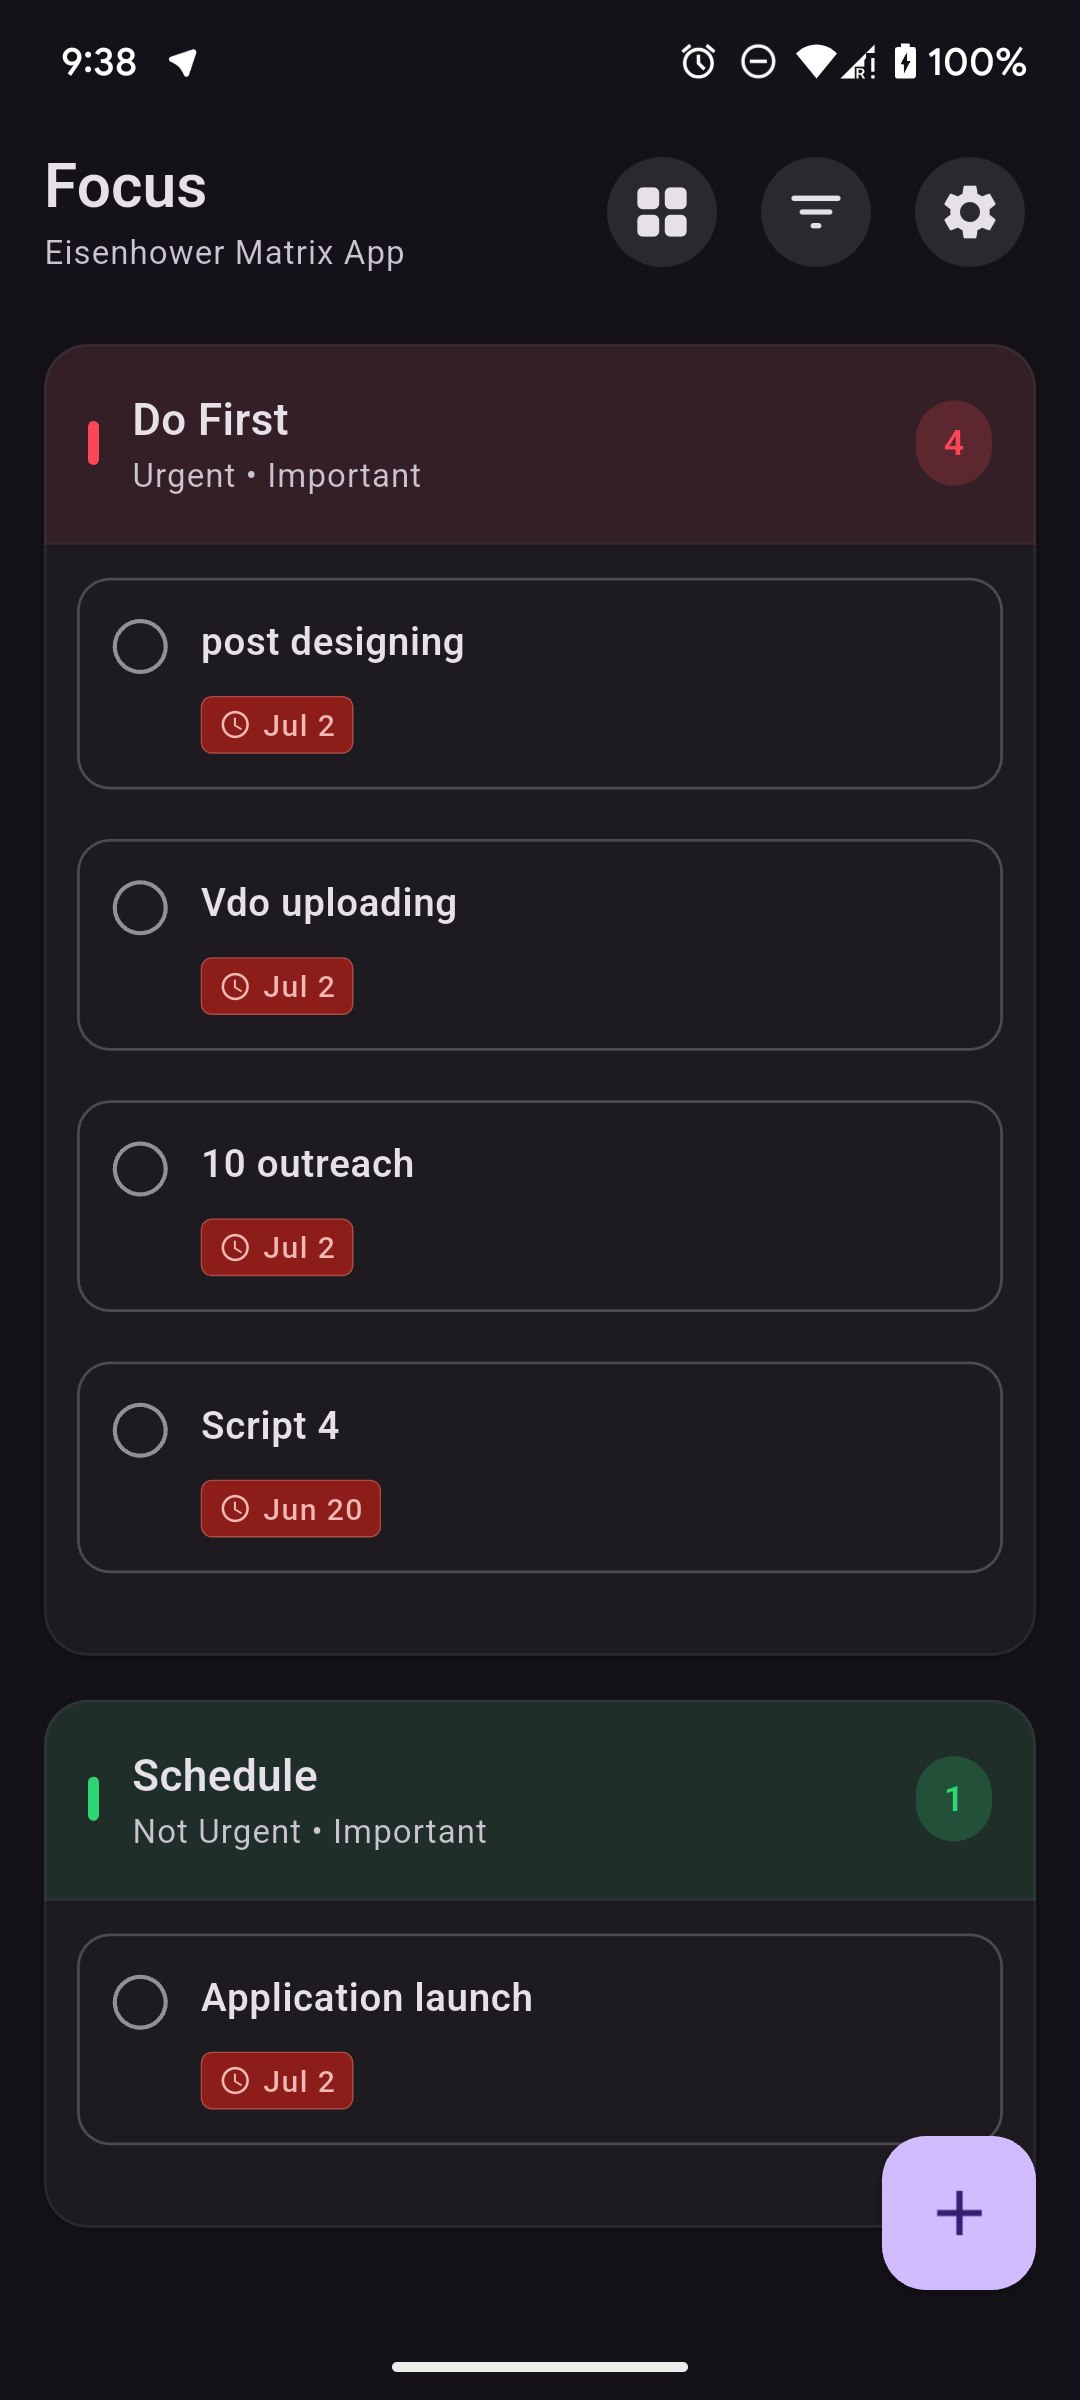 9:38
100%
Focus
Eisenhower Matrix App
Do First
Urgent • Important
4
post designing
Jul 2
Vdo uploading
Jul 2
10 outreach
Jul 2
Script 4
Jun 20
Schedule
Not Urgent • Important
1
Application launch
Jul 2